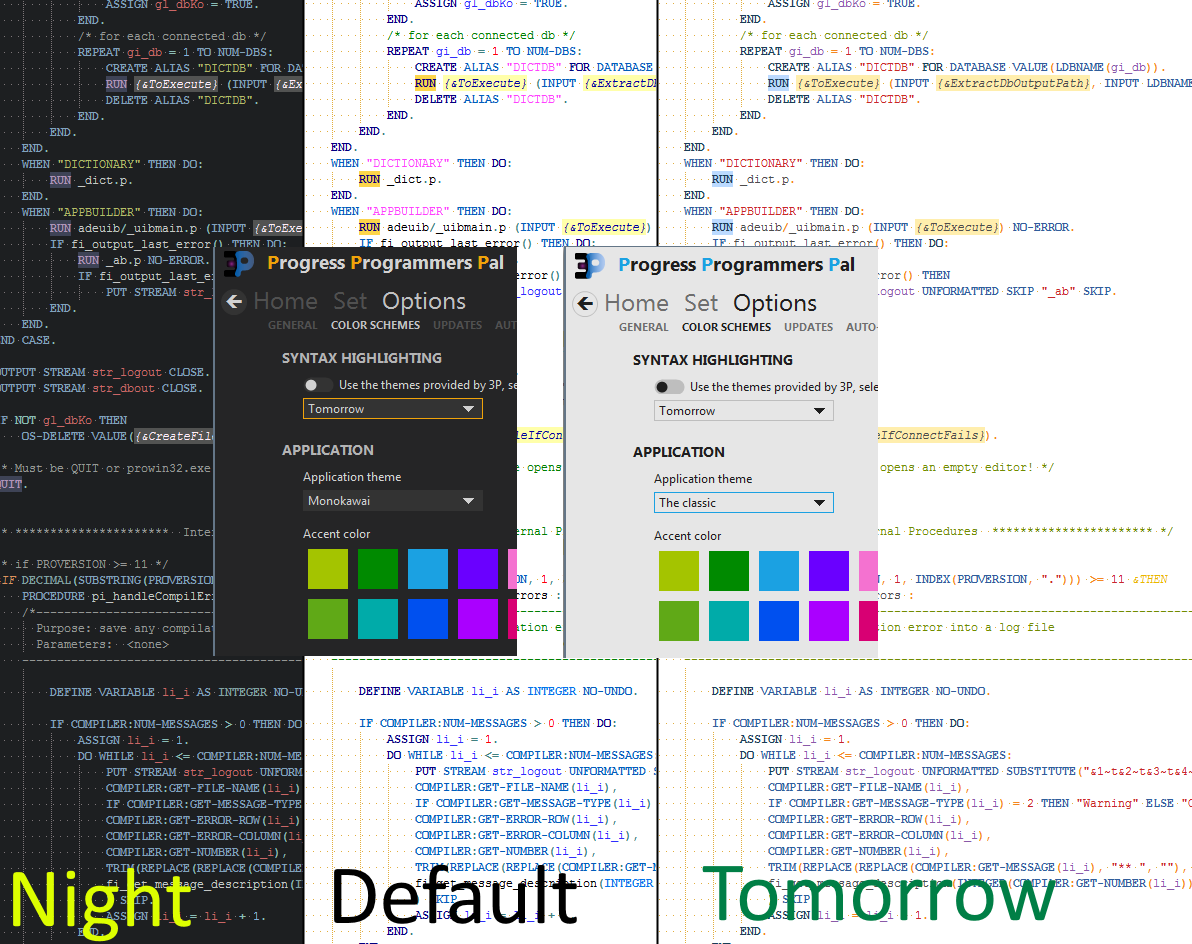 ASSIGN gl_dbKo = TRUE.
END.
/* for each connected db */
REPEAT gi_db = 1 TO NUM-DBS:
CREATE ALIAS "DICTDB" FOR DA
RUN {&ToExecute} (INPUT {&Ex
DELETE ALIAS "DICTDB".
END.
END.
END.
WHEN "DICTIONARY" THEN DO:
RUN _dict.p.
END.
WHEN "APPBUILDER" THEN DO:
RUN adeuib/_uibmain.p (INPUT {&ToExe
IF fi_output_last_error() THEN DO:
RUN _ab.p NO-ERROR.
IF fi_output_last_e
PUT STREAM str_
END.
END.
ND CASE.
UTPUT STREAM str_logout CLOSE.
UTPUT STREAM str_dbout CLOSE.
F NOT gl_dbKo THEN
OS-DELETE VALUE({&CreateFil
* Must be QUIT or prowin32.exe
QUIT.
* ********************** Inte
* if PROVERSION >= 11 */
IF DECIMAL(SUBSTRING(PROVERSION
PROCEDURE pi_handleCompilEr
/*--------------------------
Purpose: save any compila
Parameters: <none>
DEFINE VARIABLE li_i AS INTEGER NO-U
IF COMPILER:NUM-MESSAGES > 0 THEN DO
ASSIGN li_i = 1.
DO WHILE li_i <= COMPILER:NUM-ME
PUT STREAM str_logout UNFORM
COMPILER:GET-FILE-NAME(li_i)
IF COMPILER:GET-MESSAGE-TYPE
COMPILER:GET-ERROR-ROW(li_i)
COMPILER:GET-ERROR-COLUMN(li
COMPILER:GET-NUMBER(li_i),
TRIM(REPLACE(REPLACE(COMPILE
fi_get_message_description(I
SKIP.
ASSIGN li_i = li_i + 1.
END.
Night
ASSIGN gl_dbKo = TRUE.
END.
/* for each connected db */
REPEAT gi_db = 1 TO NUM-DBS:
CREATE ALIAS "DICTDB" FOR DATABASE
RUN {&ToExecute} (INPUT {&ExtractDb
DELETE ALIAS "DICTDB".
END.
END.
END.
WHEN "DICTIONARY" THEN DO:
RUN _dict.p.
END.
WHEN "APPBUILDER" THEN DO:
RUN adeuib/_uibmain.p (INPUT {&ToExecute})
IF fi_output_last_error() THEN DO:
rror()
logout
leIfCon
opens
ernal P
ON, 1,
rrors :
ation e
DEFINE VARIABLE li_i AS INTEGER NO-UNDO.
IF COMPILER:NUM-MESSAGES > 0 THEN DO:
ASSIGN li_i = 1.
DO WHILE li_i <= COMPILER:NUM-MESSAGES
PUT STREAM str_logout UNFORMATTED S
COMPILER:GET-FILE-NAME(li_i),
IF COMPILER:GET-MESSAGE-TYPE(li_i)
COMPILER:GET-ERROR-ROW(li_i),
COMPILER:GET-ERROR-COLUMN(li_i),
COMPILER:GET-NUMBER(li_i),
TRIM(REPLACE(REPLACE(COMPILER:GET-M
fi_get_message_description(INTEGER
SKIP.
ASSIGN li_i = li_i +
END.
Default
ASSIGN gl_dbKo = TRUE.
END.
/* for each connected db */
REPEAT gi_db = 1 TO NUM-DBS:
CREATE ALIAS "DICTDB" FOR DATABASE VALUE(LDBNAME(gi_db)).
RUN {&ToExecute} (INPUT {&ExtractDbOutputPath}, INPUT LDBNAME
DELETE ALIAS "DICTDB".
END.
END.
END.
WHEN "DICTIONARY" THEN DO:
RUN _dict.p.
END.
WHEN "APPBUILDER" THEN DO:
RUN adeuib/_uibmain.p (INPUT {&ToExecute}) NO-ERROR.
IF fi_output_last_error() THEN DO:
ror() THEN
gout UNFORMATTED SKIP "_ab" SKIP.
eIfConnectFails}).
opens an empty editor! */
rnal Procedures *********************** */
, 1, INDEX(PROVERSION, "."))) >= 11 &THEN
rors :
ion error into a log file
DEFINE VARIABLE li_i AS INTEGER NO-UNDO.
IF COMPILER:NUM-MESSAGES > 0 THEN DO:
ASSIGN li_i = 1.
DO WHILE li_i <= COMPILER:NUM-MESSAGES:
PUT STREAM str_logout UNFORMATTED SUBSTITUTE("&1~t&2~t&3~t&4~
COMPILER:GET-FILE-NAME(li_i),
IF COMPILER:GET-MESSAGE-TYPE(li_i) = 2 THEN "Warning" ELSE "C
COMPILER:GET-ERROR-ROW(li_i),
COMPILER:GET-ERROR-COLUMN(li_i),
COMPILER:GET-NUMBER(li_i),
TRIM(REPLACE(REPLACE(COMPILER:GET-MESSAGE(li_i), "** ", ""),
fi_get_message_description(INTEGER(COMPILER:GET-NUMBER(li_i))
SKIP.
ASSIGN li_i = li_i + 1.
END.
Tomorrow
3P Progress Programmers Pal
Home Set Options
GENERAL COLOR SCHEMES UPDATES AUT
SYNTAX HIGHLIGHTING
Use the themes provided by 3P, se
Tomorrow
APPLICATION
Application theme
Monokawai
Accent color
3P Progress Programmers Pal
Home Set Options
GENERAL COLOR SCHEMES UPDATES AUTO-
SYNTAX HIGHLIGHTING
Use the themes provided by 3P, sele
Tomorrow
APPLICATION
Application theme
The classic
Accent color